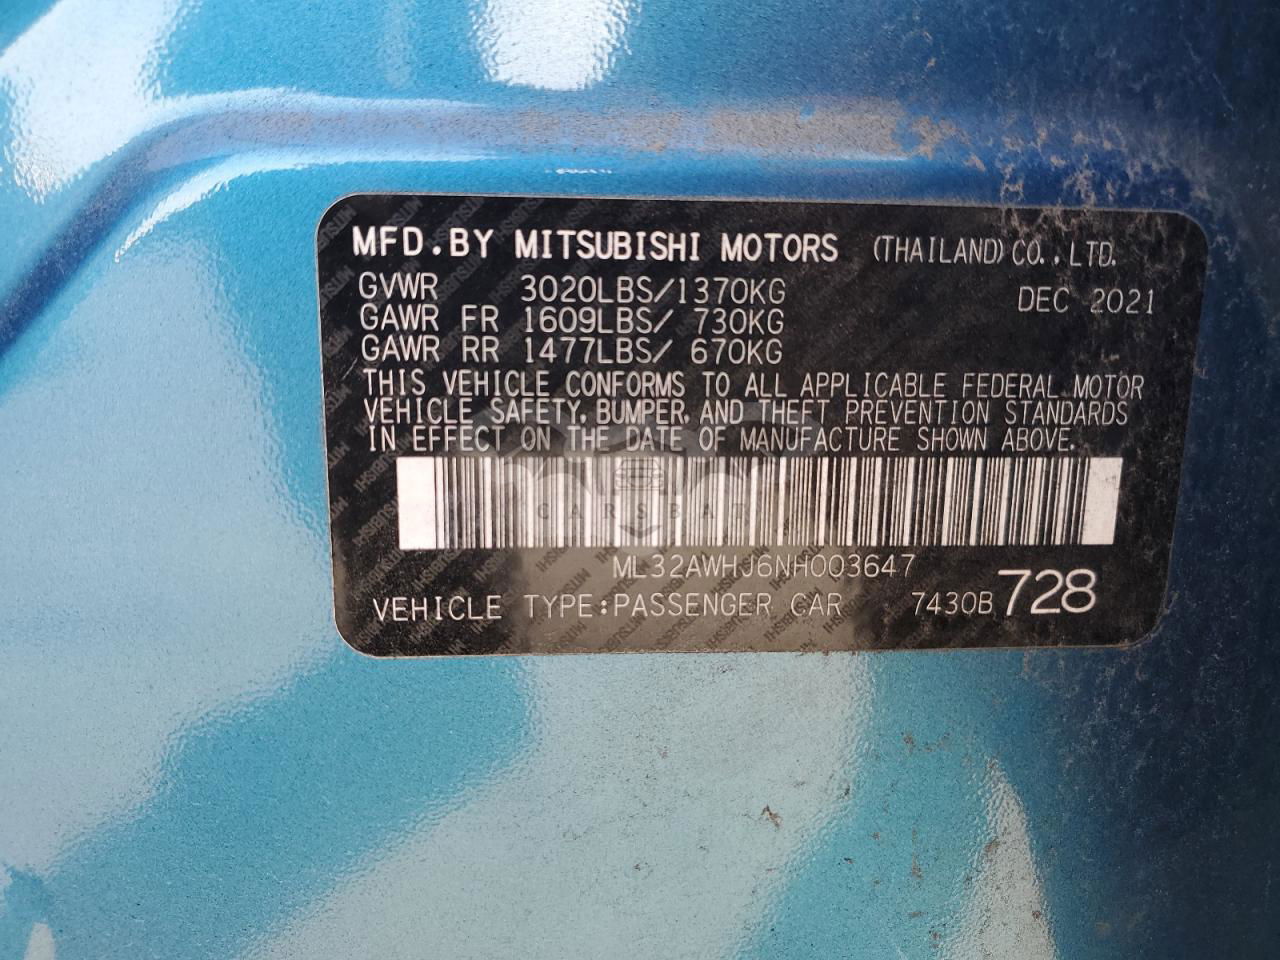 MFD.BY MITSUBISHI MOTORS (THAILAND) CO.,LTD.
GVWR 3020LBS/1370KG DEC 2021
GAWR FR 1609LBS/ 730KG
GAWR RR 1477LBS/ 670KG
THIS VEHICLE CONFORMS TO ALL APPLICABLE FEDERAL MOTOR
VEHICLE SAFETY, BUMPER, AND THEFT PREVENTION STANDARDS
IN EFFECT ON THE DATE OF MANUFACTURE SHOWN ABOVE.
CARSBAT
ML32AWHJ6NH003647
VEHICLE TYPE:PASSENGER CAR 7430B 728